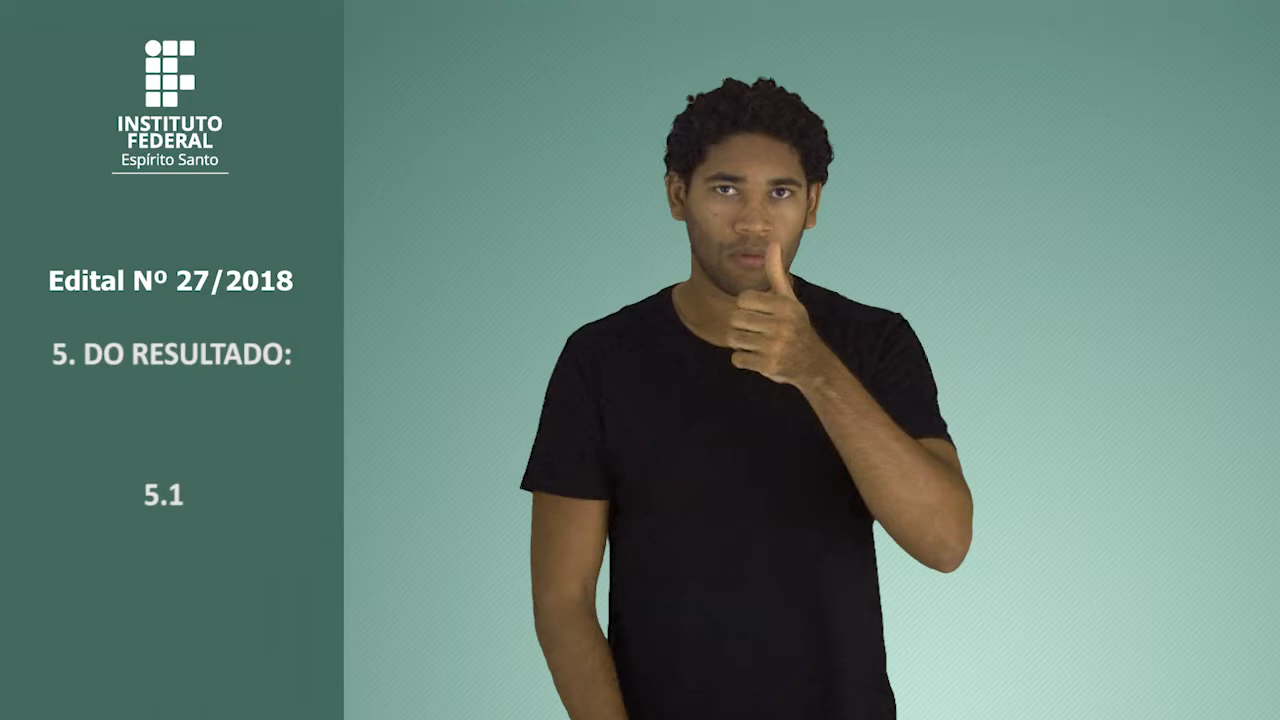 INSTITUTO
FEDERAL
Espírito Santo
Edital Nº 27/2018
5. DO RESULTADO:
5.1